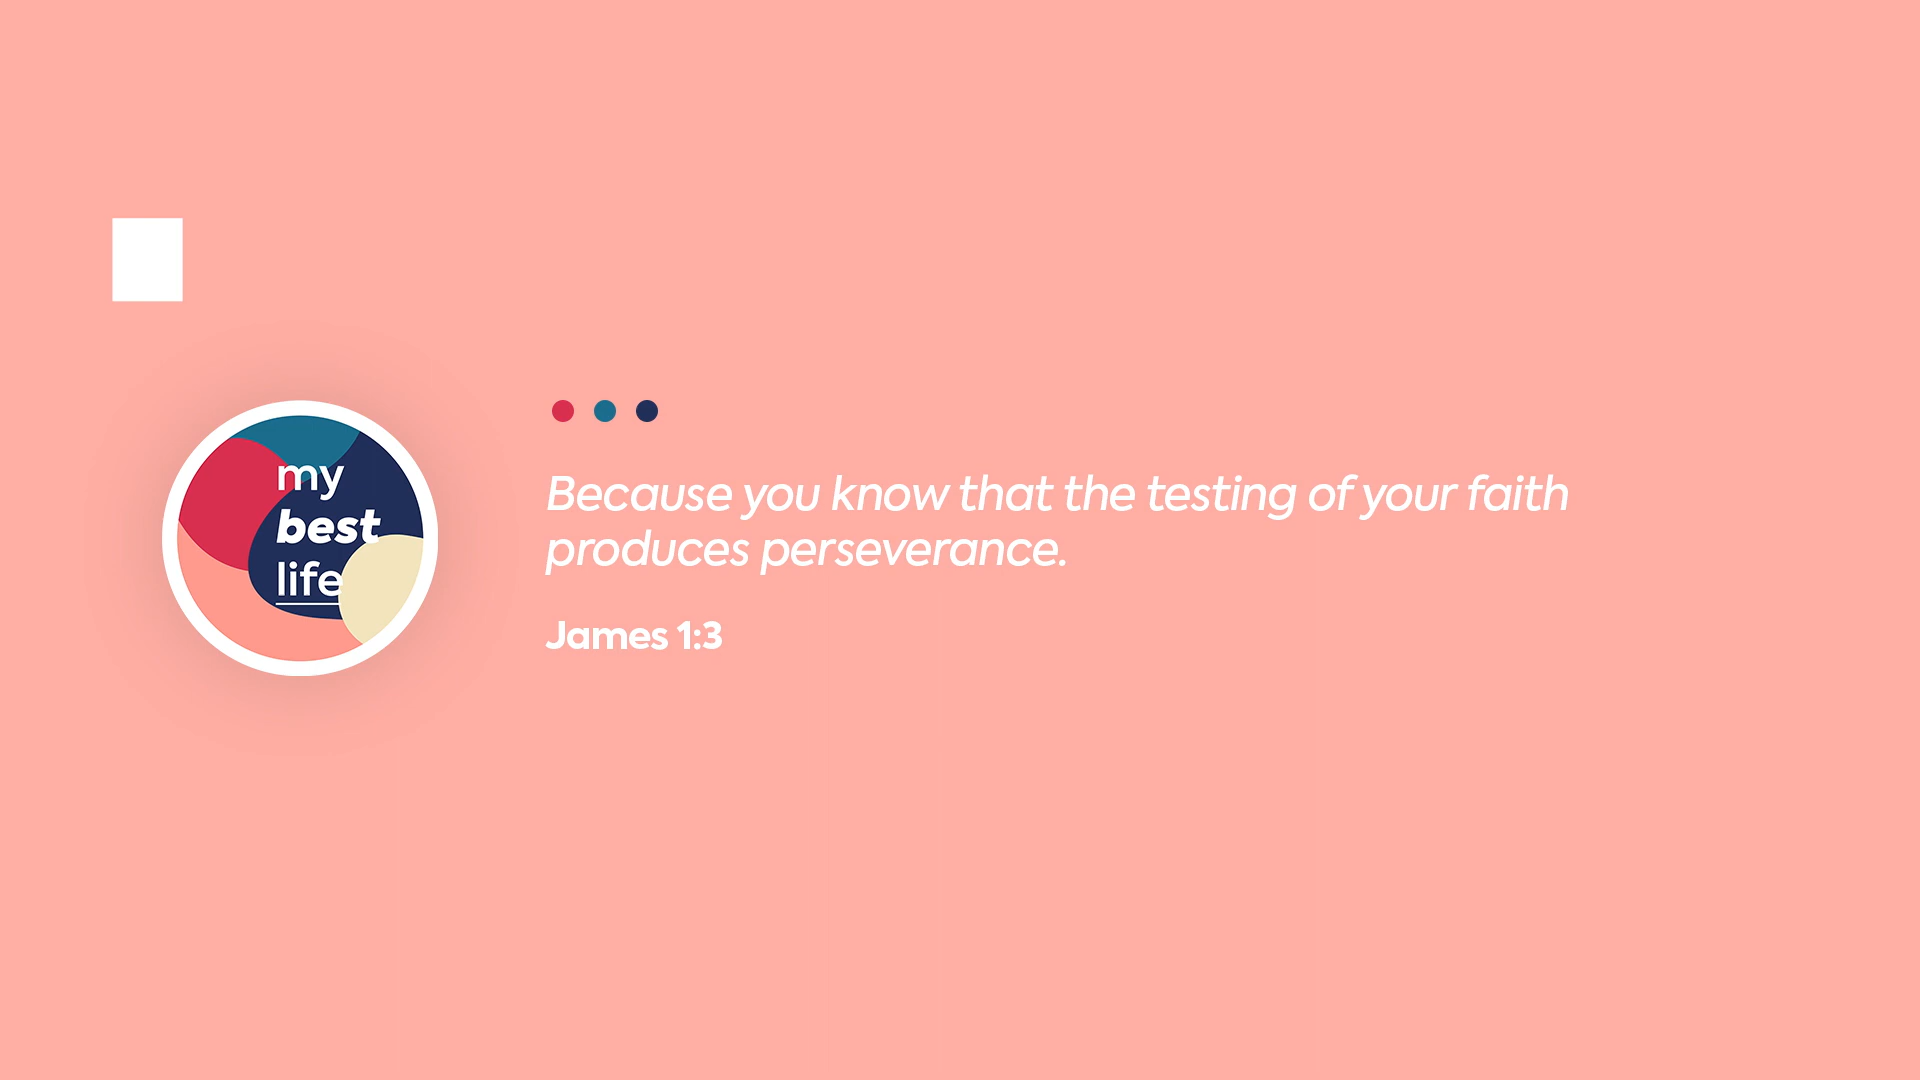 my
best
life
Because you know that the testing of your faith
produces perseverance.
James 1:3